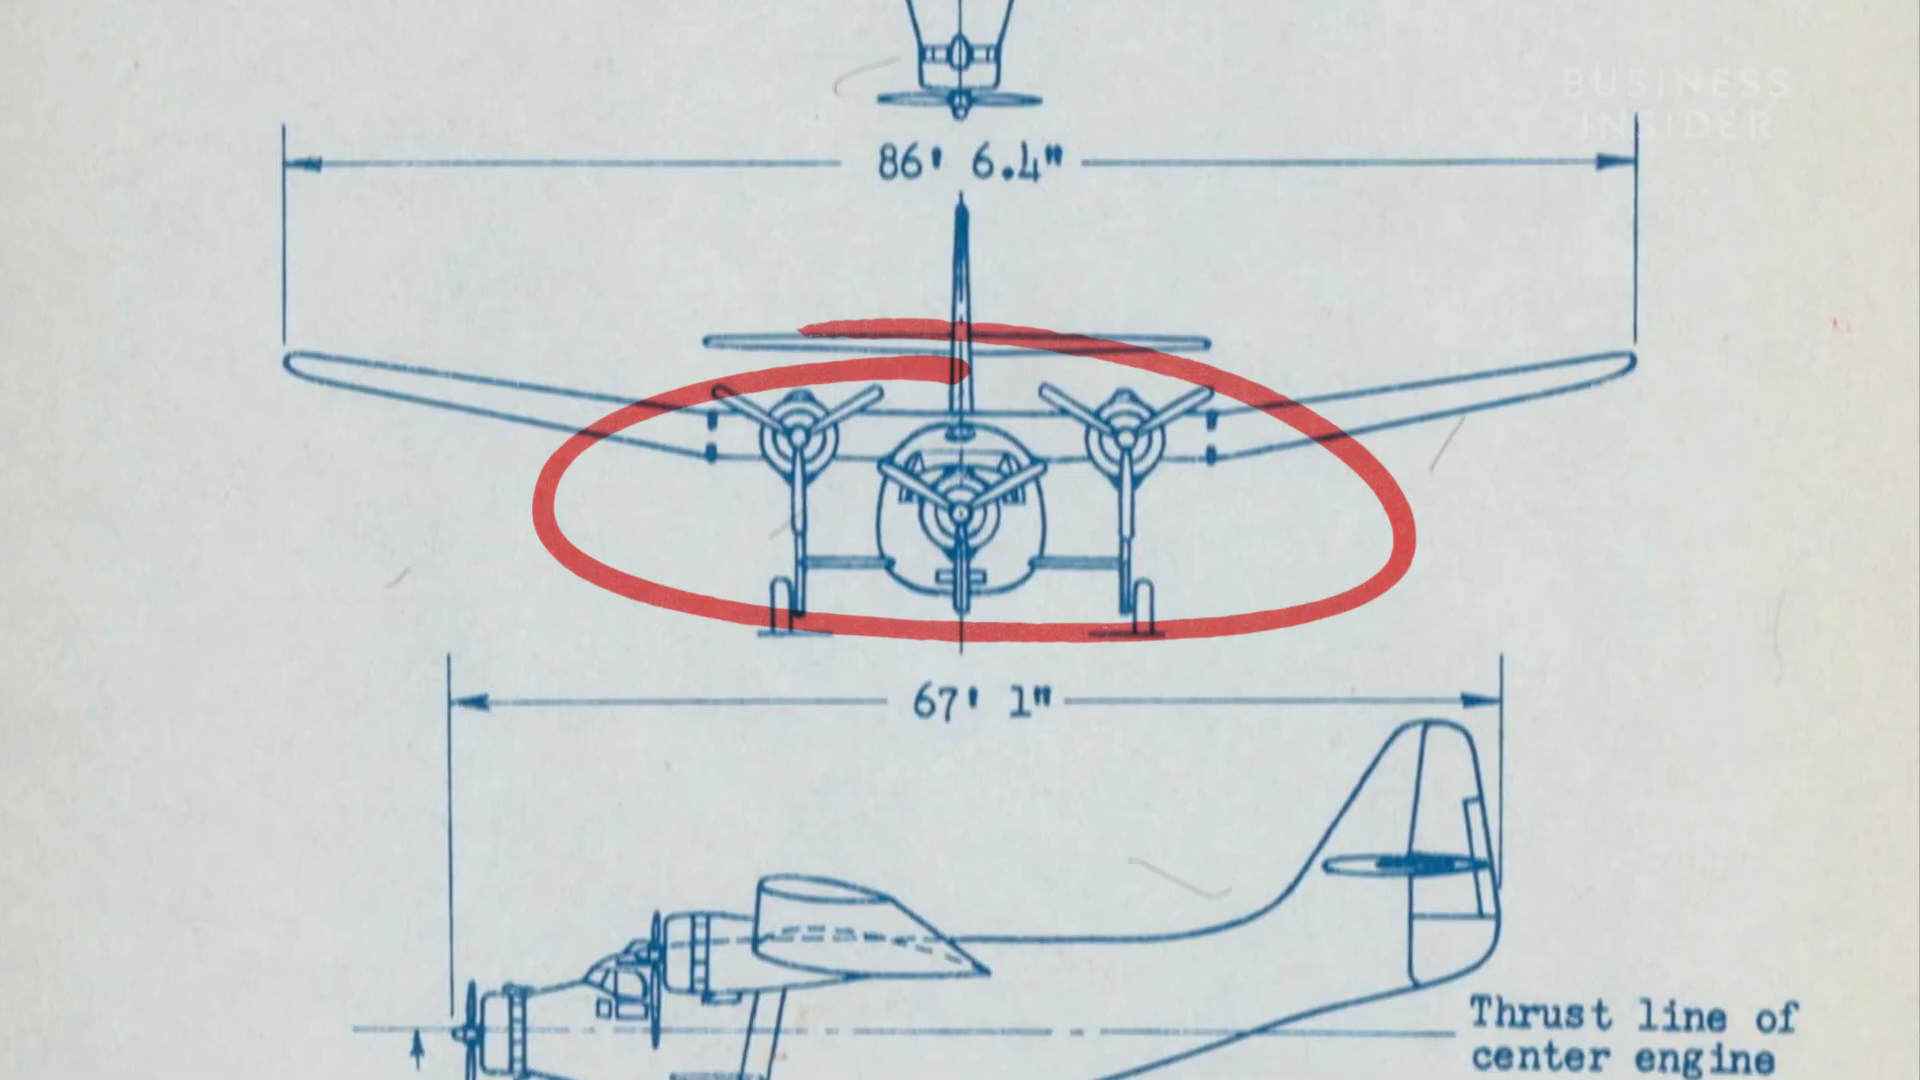 BUSINESS
INSIDER
86' 6.4"
67' 1"
Thrust line of
center engine